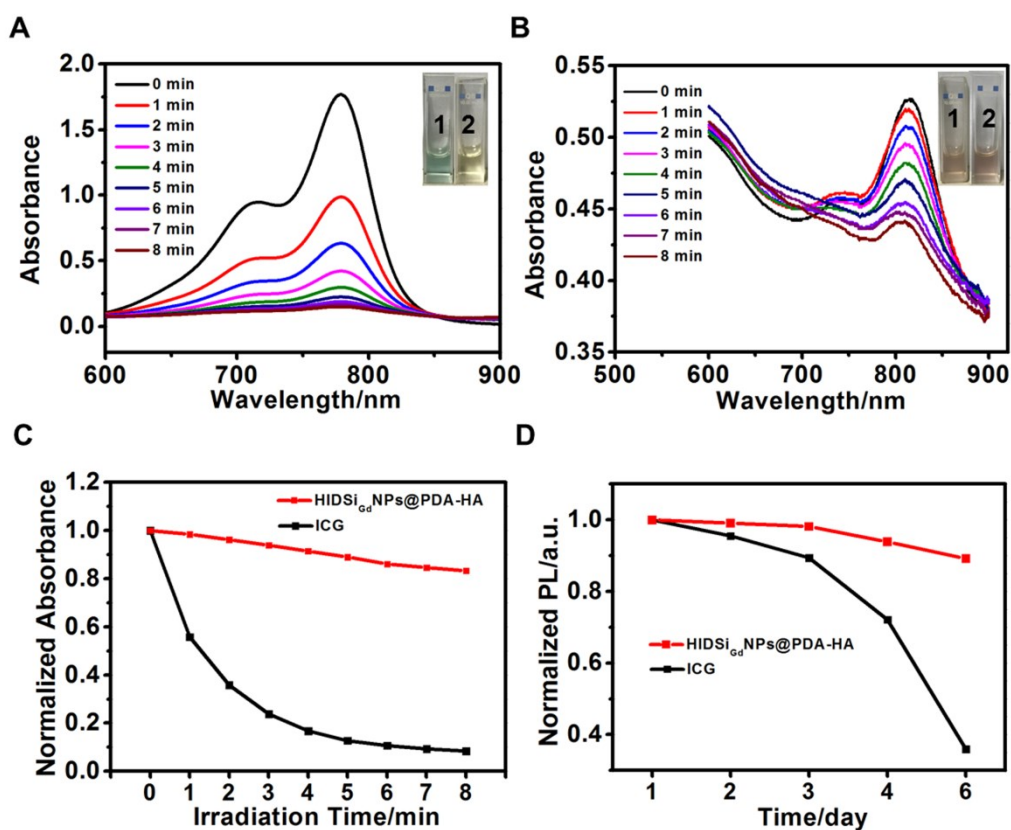 A
Absorbance
2.0
1.5
1.0
0.5
0.0
0 min
1 min
2 min
3 min
4 min
5 min
6 min
7 min
8 min
1 2
600 700 800 900
Wavelength/nm
B
Absorbance
0.55
0.50
0.45
0.40
0.35
0 min
1 min
2 min
3 min
4 min
5 min
6 min
7 min
8 min
1 2
500 600 700 800 900
Wavelength/nm
C
Normalized Absorbance
1.2
1.0
0.8
0.6
0.4
0.2
0.0
HIDSiGdNPs@PDA-HA
ICG
0 1 2 3 4 5 6 7 8
Irradiation Time/min
D
Normalized PL/a.u.
1.0
0.8
0.6
0.4
HIDSiGdNPs@PDA-HA
ICG
1 2 3 4 6
Time/day